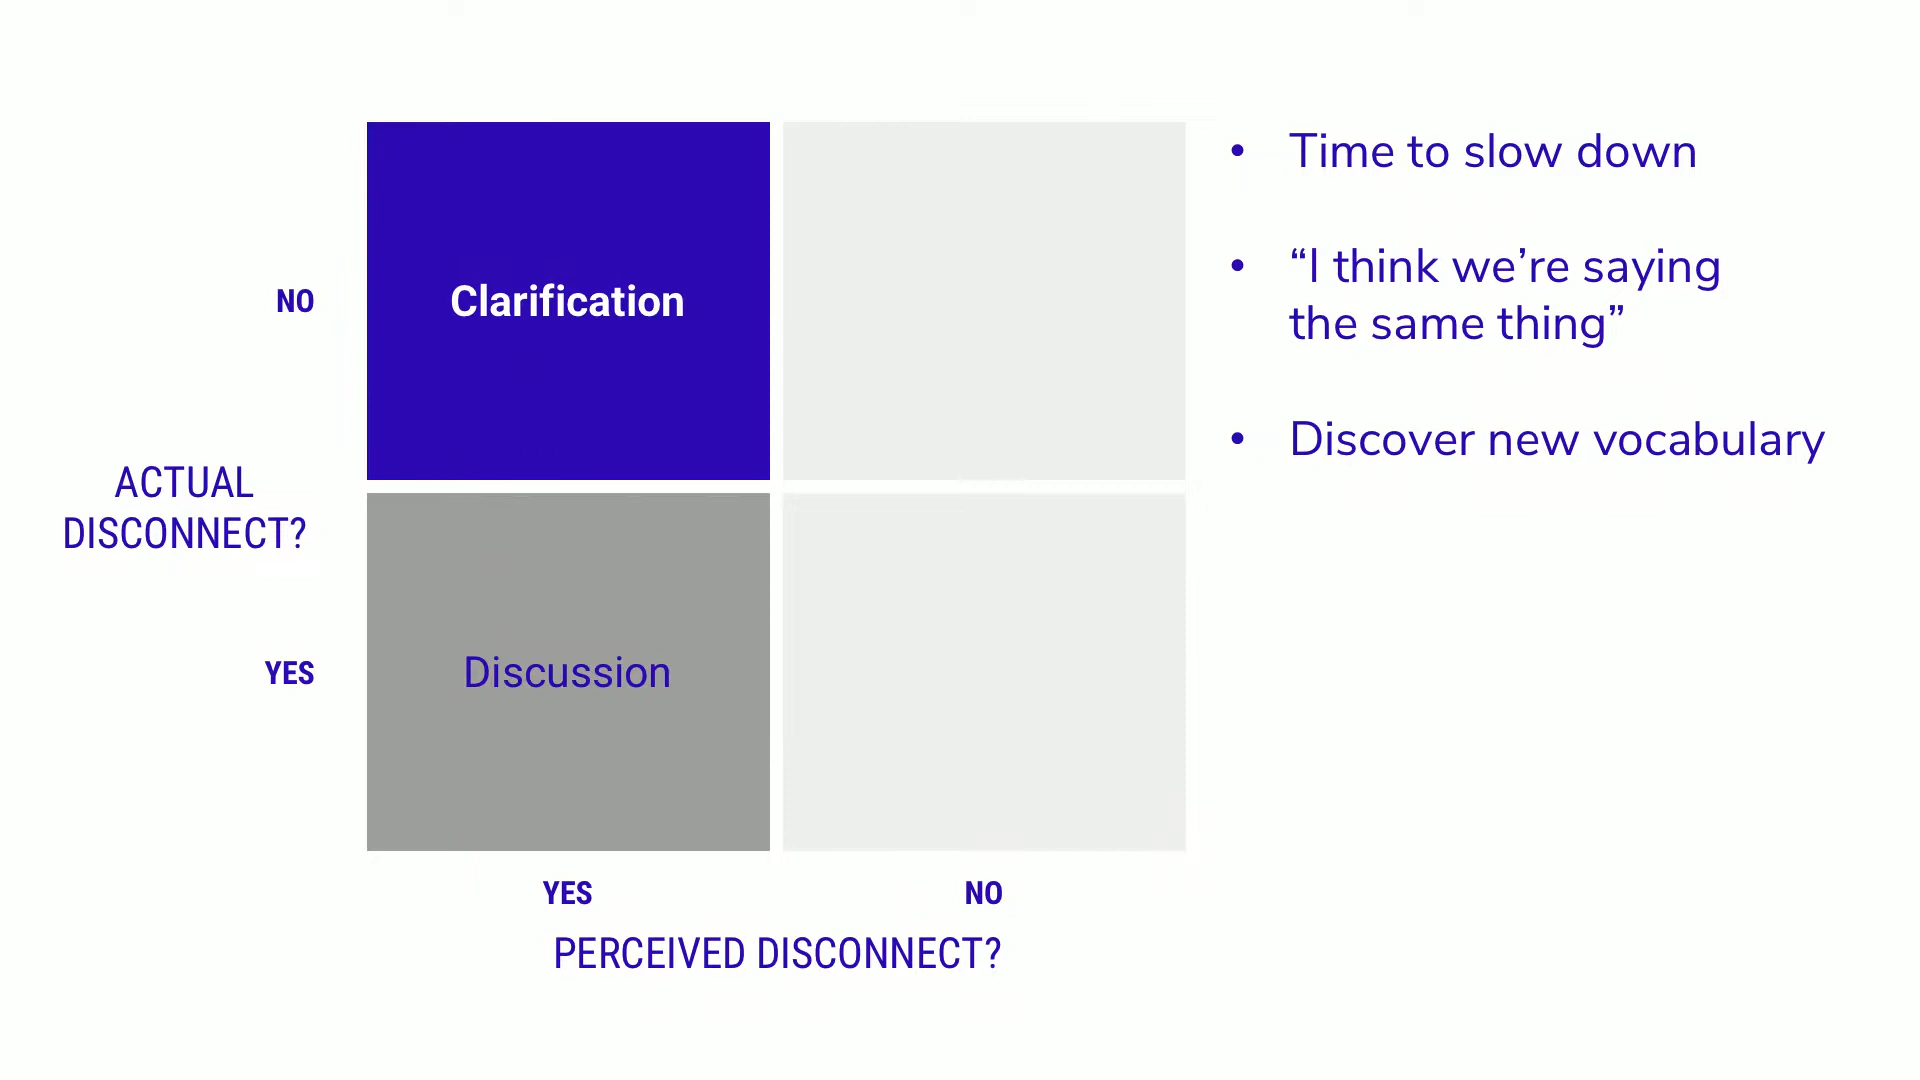 NO
Clarification
ACTUAL
DISCONNECT?
YES
Discussion
YES
NO
PERCEIVED DISCONNECT?
• Time to slow down
• “I think we’re saying
the same thing”
• Discover new vocabulary